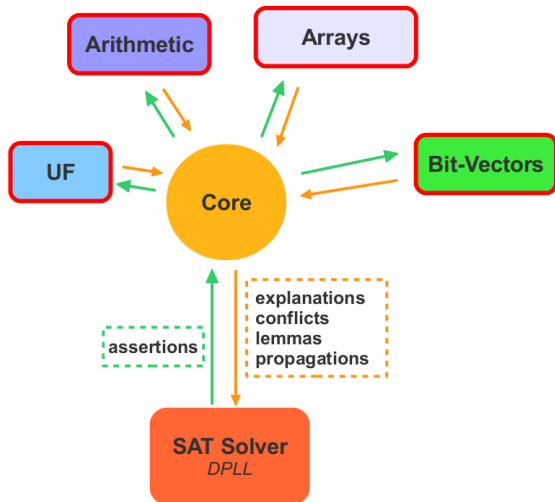 Arithmetic
Arrays
UF
Bit-Vectors
Core
explanations
conflicts
lemmas
propagations
assertions
SAT Solver
DPLL